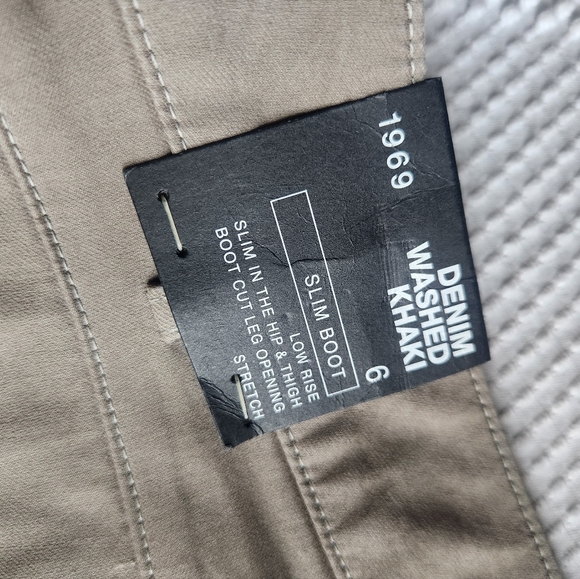 1969
DENIM
WASHED
KHAKI
6
SLIM BOOT
LOW RISE
SLIM IN THE HIP & THIGH
BOOT CUT LEG OPENING
STRETCH